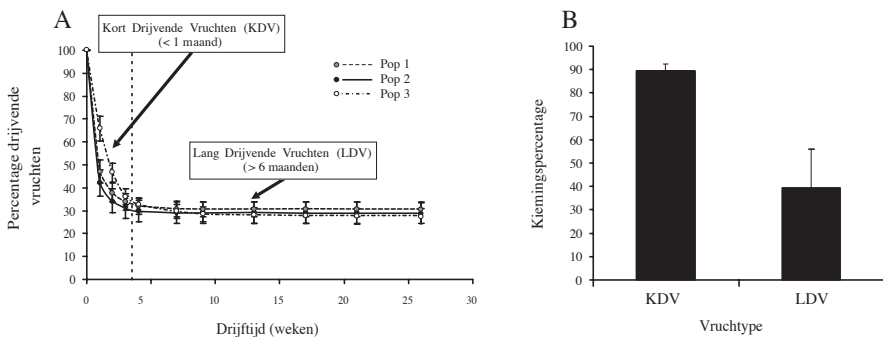 A
Kort Drijvende Vruchten (KDV)
(< 1 maand)
Pop 1
Pop 2
Pop 3
Lang Drijvende Vruchten (LDV)
(> 6 maanden)
Percentage drijvende
vruchten
100
90
80
70
60
50
40
30
20
10
0
0 5 10 15 20 25 30
Drijftijd (weken)
B
Kiemingspercentage
100
90
80
70
60
50
40
30
20
10
0
KDV LDV
Vruchtype